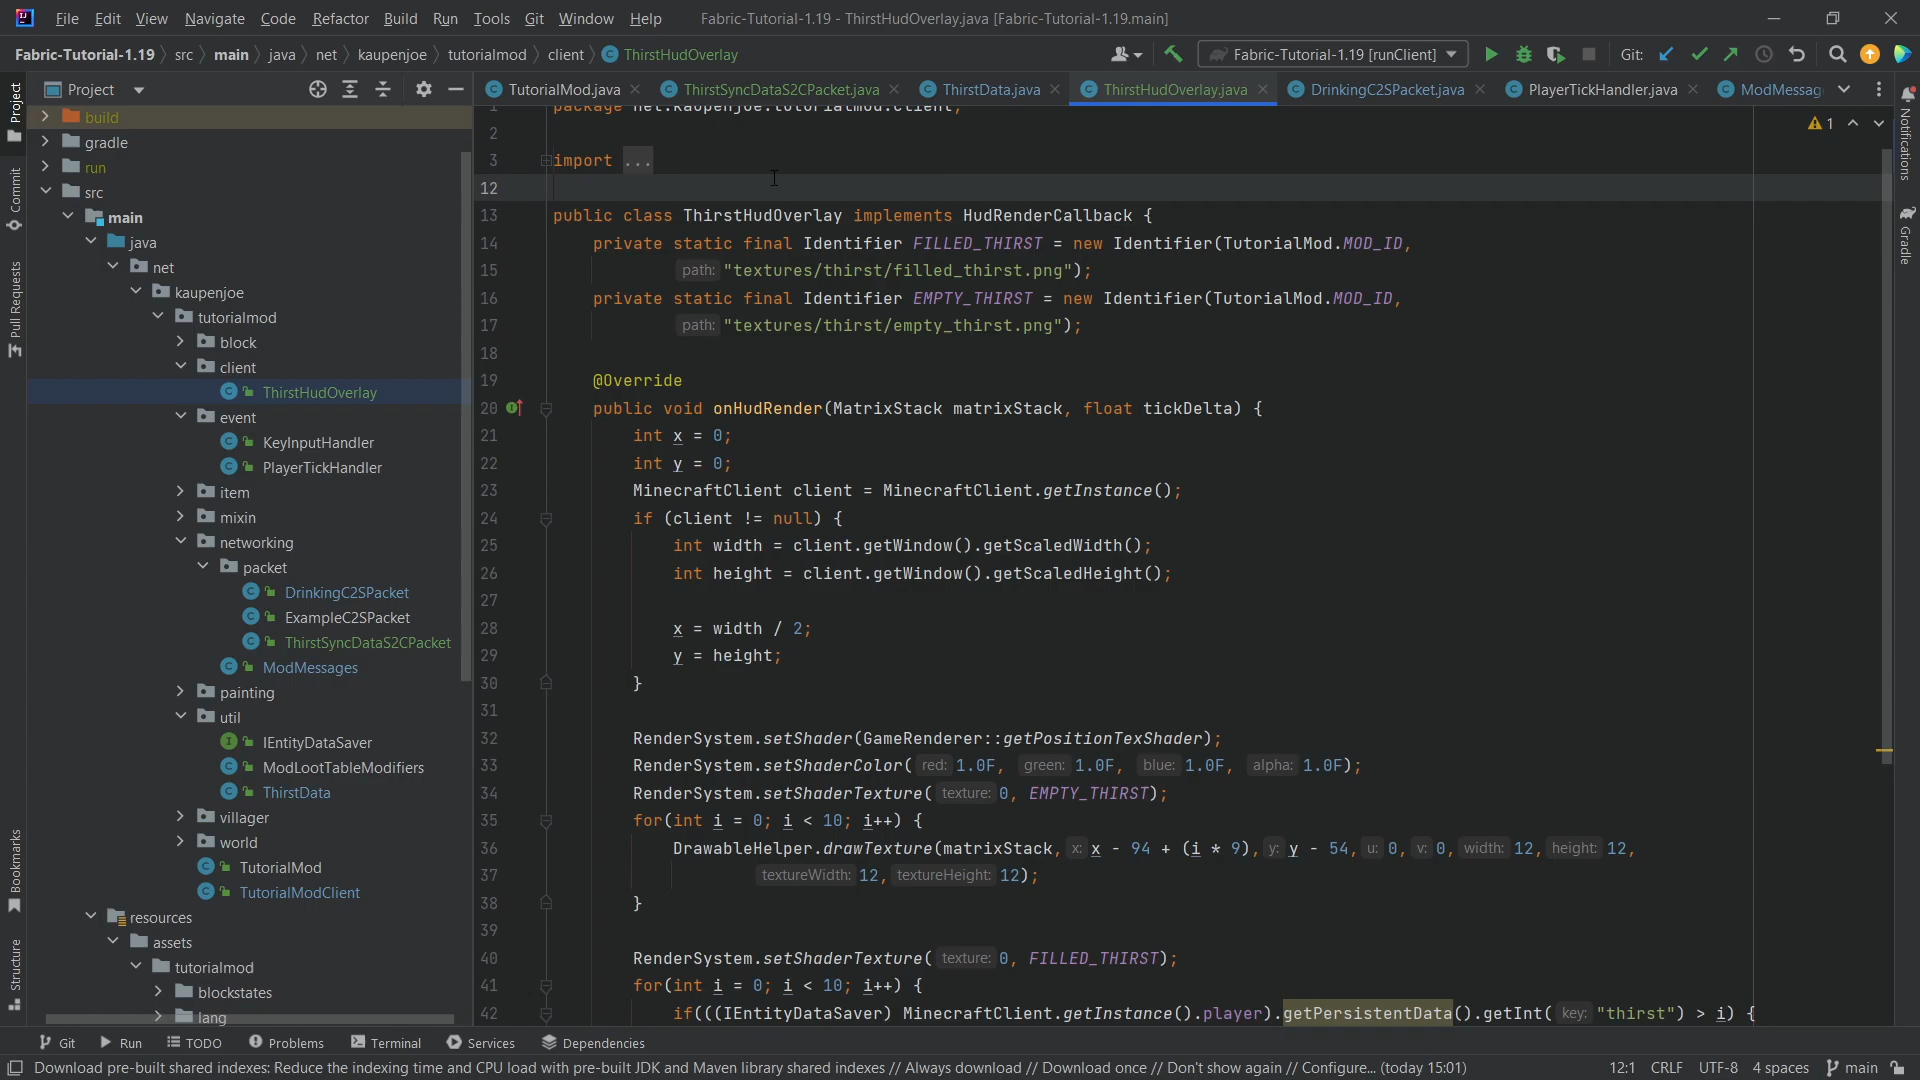 File Edit View Navigate Code Refactor Build Run Tools Git Window Help Fabric-Tutorial-1.19 - ThirstHudOverlay.java [Fabric-Tutorial-1.19.main]
Fabric-Tutorial-1.19 src main java net kaupenjoe tutorialmod client ThirstHudOverlay Fabric-Tutorial-1.19 [runClient] Git:
Project
TutorialMod.java ThirstSyncDataS2CPacket.java ThirstData.java ThirstHudOverlay.java DrinkingC2SPacket.java PlayerTickHandler.java ModMessag
Project
Commit
Pull Requests
Bookmarks
Structure
build
gradle
run
src
main
java
net
kaupenjoe
tutorialmod
block
client
ThirstHudOverlay
event
KeyInputHandler
PlayerTickHandler
item
mixin
networking
packet
DrinkingC2SPacket
ExampleC2SPacket
ThirstSyncDataS2CPacket
ModMessages
painting
util
IEntityDataSaver
ModLootTableModifiers
ThirstData
villager
world
TutorialMod
TutorialModClient
resources
assets
tutorialmod
blockstates
lang
1 package net.kaupenjoe.tutorialmod.client;
2
3 import ...
12
13 public class ThirstHudOverlay implements HudRenderCallback {
14 private static final Identifier FILLED_THIRST = new Identifier(TutorialMod.MOD_ID,
15 path: "textures/thirst/filled_thirst.png");
16 private static final Identifier EMPTY_THIRST = new Identifier(TutorialMod.MOD_ID,
17 path: "textures/thirst/empty_thirst.png");
18
19 @Override
20 public void onHudRender(MatrixStack matrixStack, float tickDelta) {
21 int x = 0;
22 int y = 0;
23 MinecraftClient client = MinecraftClient.getInstance();
24 if (client != null) {
25 int width = client.getWindow().getScaledWidth();
26 int height = client.getWindow().getScaledHeight();
27
28 x = width / 2;
29 y = height;
30 }
31
32 RenderSystem.setShader(GameRenderer::getPositionTexShader);
33 RenderSystem.setShaderColor( red: 1.0F, green: 1.0F, blue: 1.0F, alpha: 1.0F);
34 RenderSystem.setShaderTexture( texture: 0, EMPTY_THIRST);
35 for(int i = 0; i < 10; i++) {
36 DrawableHelper.drawTexture(matrixStack, x: x - 94 + (i * 9), y: y - 54, u: 0, v: 0, width: 12, height: 12,
37 textureWidth: 12, textureHeight: 12);
38 }
39
40 RenderSystem.setShaderTexture( texture: 0, FILLED_THIRST);
41 for(int i = 0; i < 10; i++) {
42 if(((IEntityDataSaver) MinecraftClient.getInstance().player).getPersistentData().getInt( key: "thirst") > i) {
1
Notifications
Gradle
Git Run TODO Problems Terminal Services Dependencies
Download pre-built shared indexes: Reduce the indexing time and CPU load with pre-built JDK and Maven library shared indexes // Always download // Download once // Don't show again // Configure... (today 15:01) 12:1 CRLF UTF-8 4 spaces main